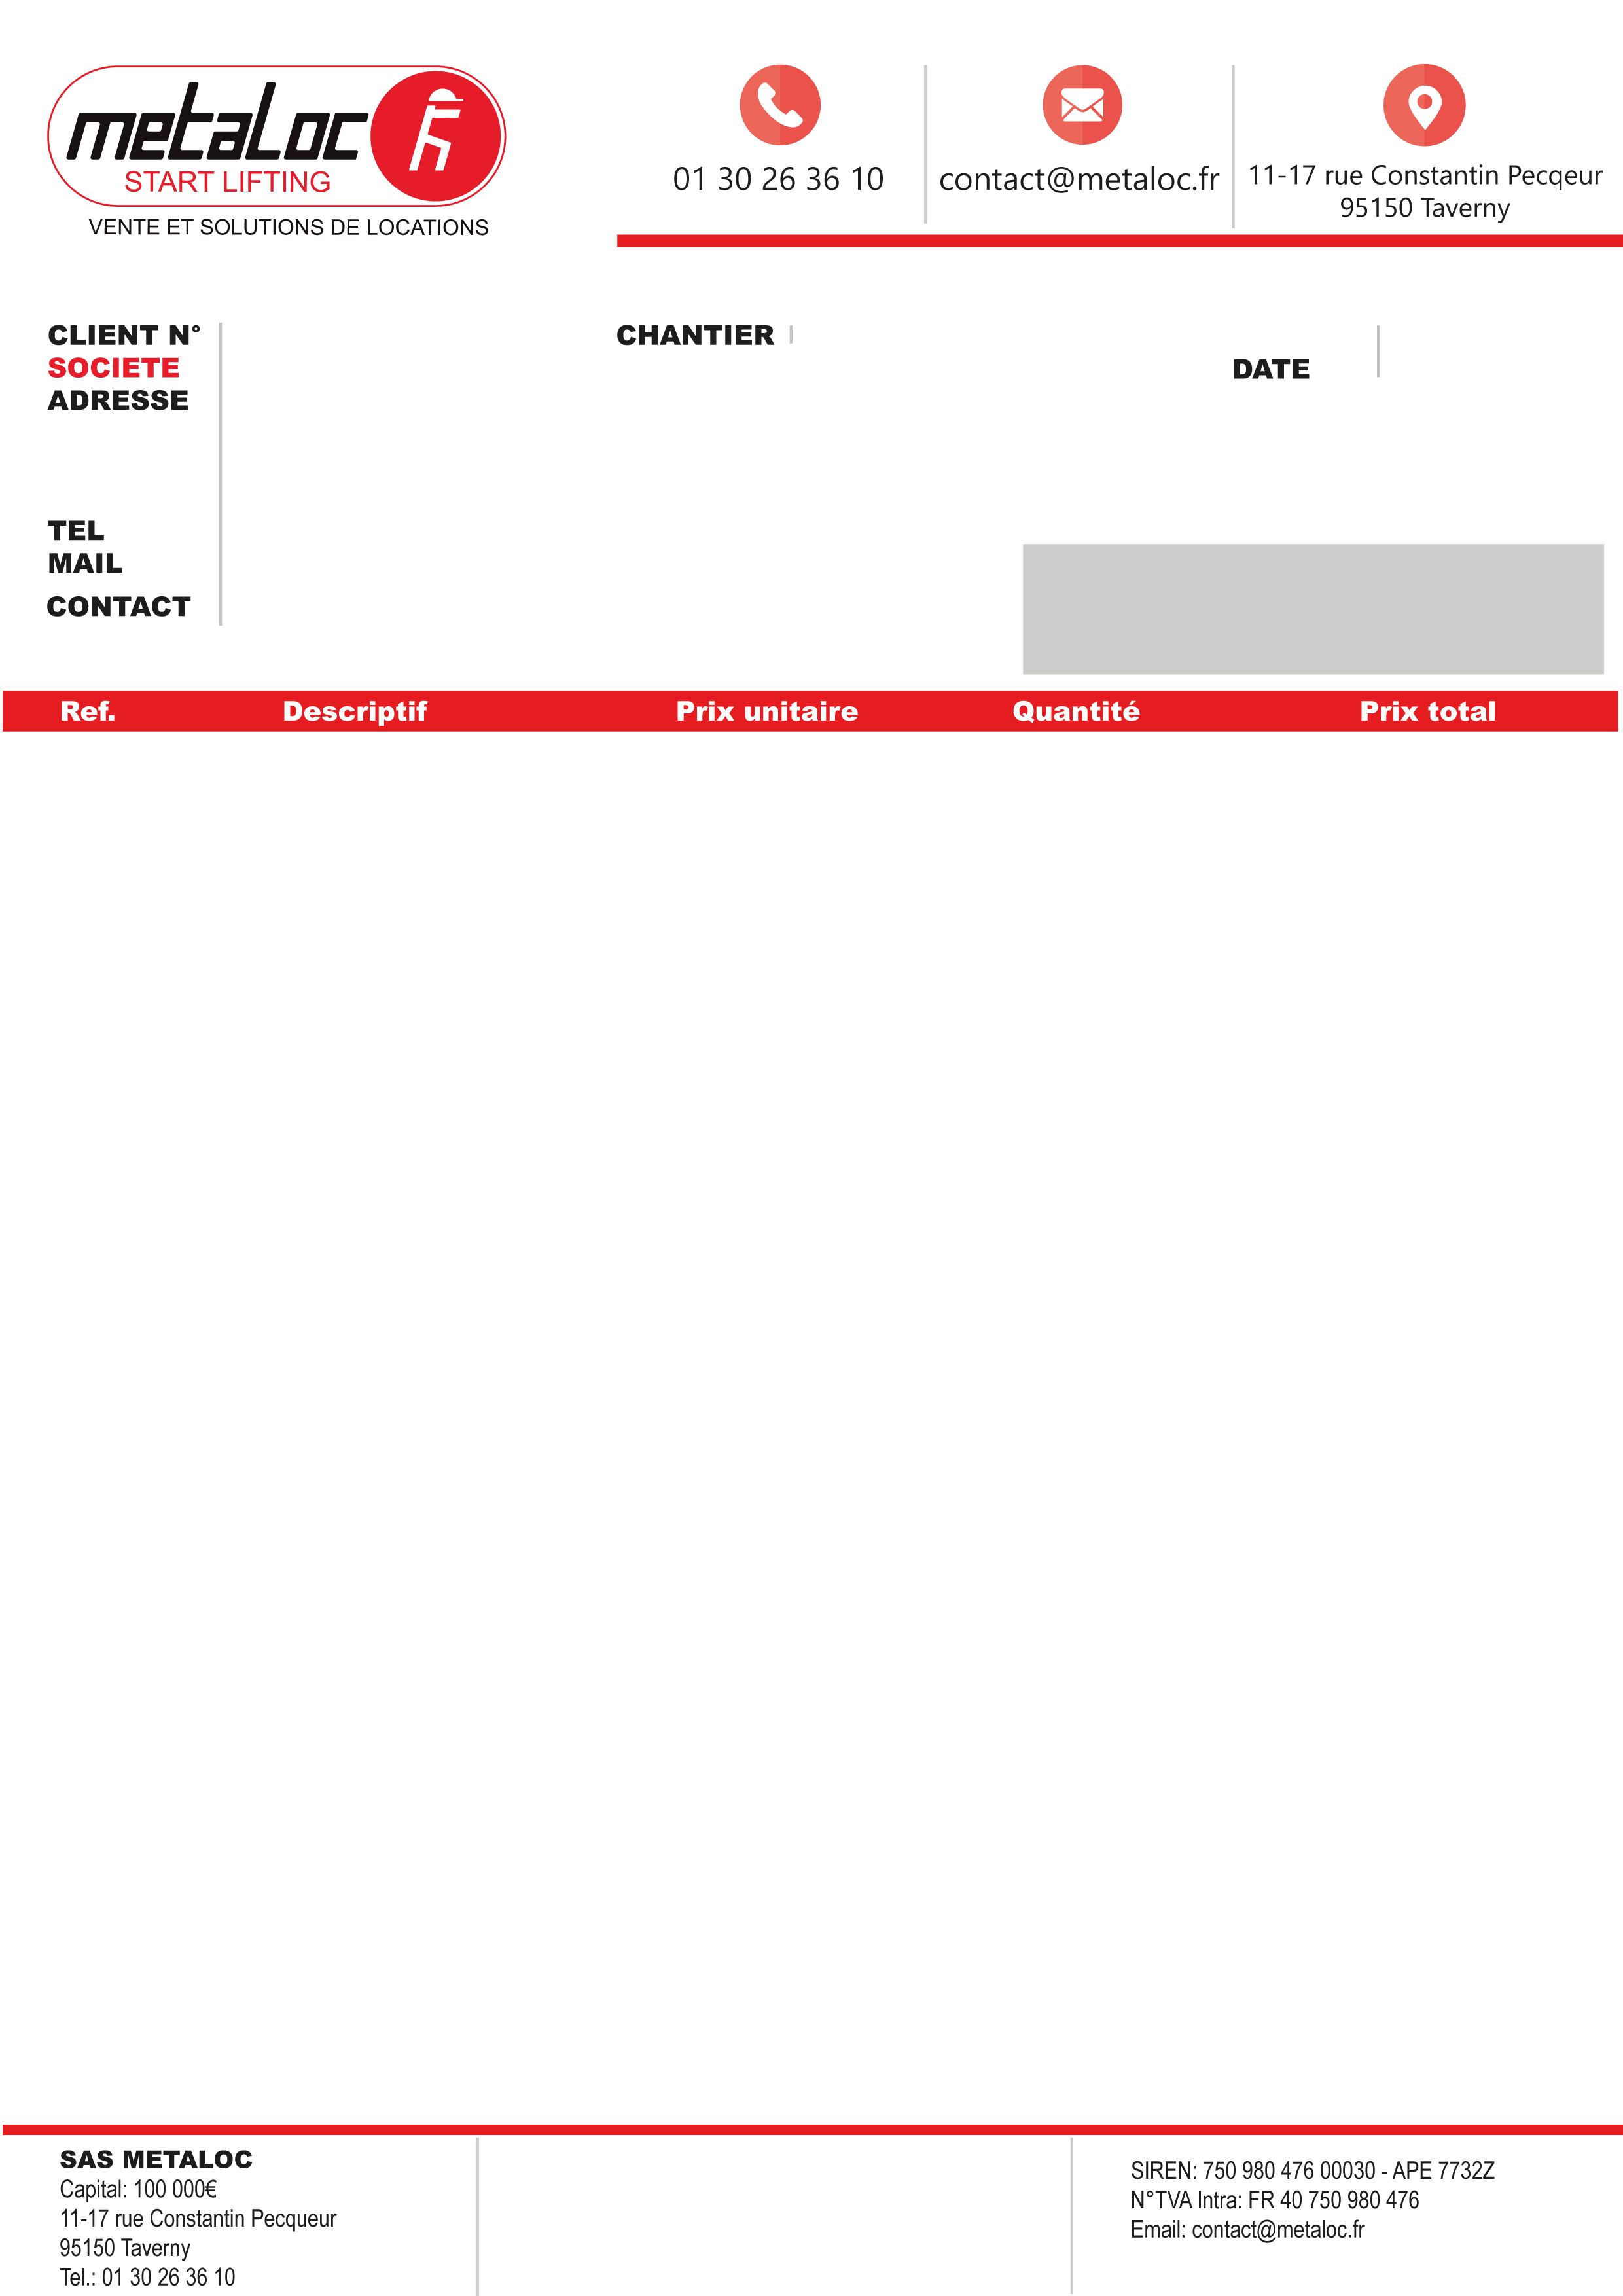 metaLoc
START LIFTING
VENTE ET SOLUTIONS DE LOCATIONS
01 30 26 36 10
contact@metaloc.fr
11-17 rue Constantin Pecqeur
95150 Taverny
CLIENT N°
SOCIETE
ADRESSE
TEL
MAIL
CONTACT
CHANTIER
DATE
Ref. Descriptif Prix unitaire Quantité Prix total
SAS METALOC
Capital: 100 000€
11-17 rue Constantin Pecqueur
95150 Taverny
Tel.: 01 30 26 36 10
SIREN: 750 980 476 00030 - APE 7732Z
N°TVA Intra: FR 40 750 980 476
Email: contact@metaloc.fr